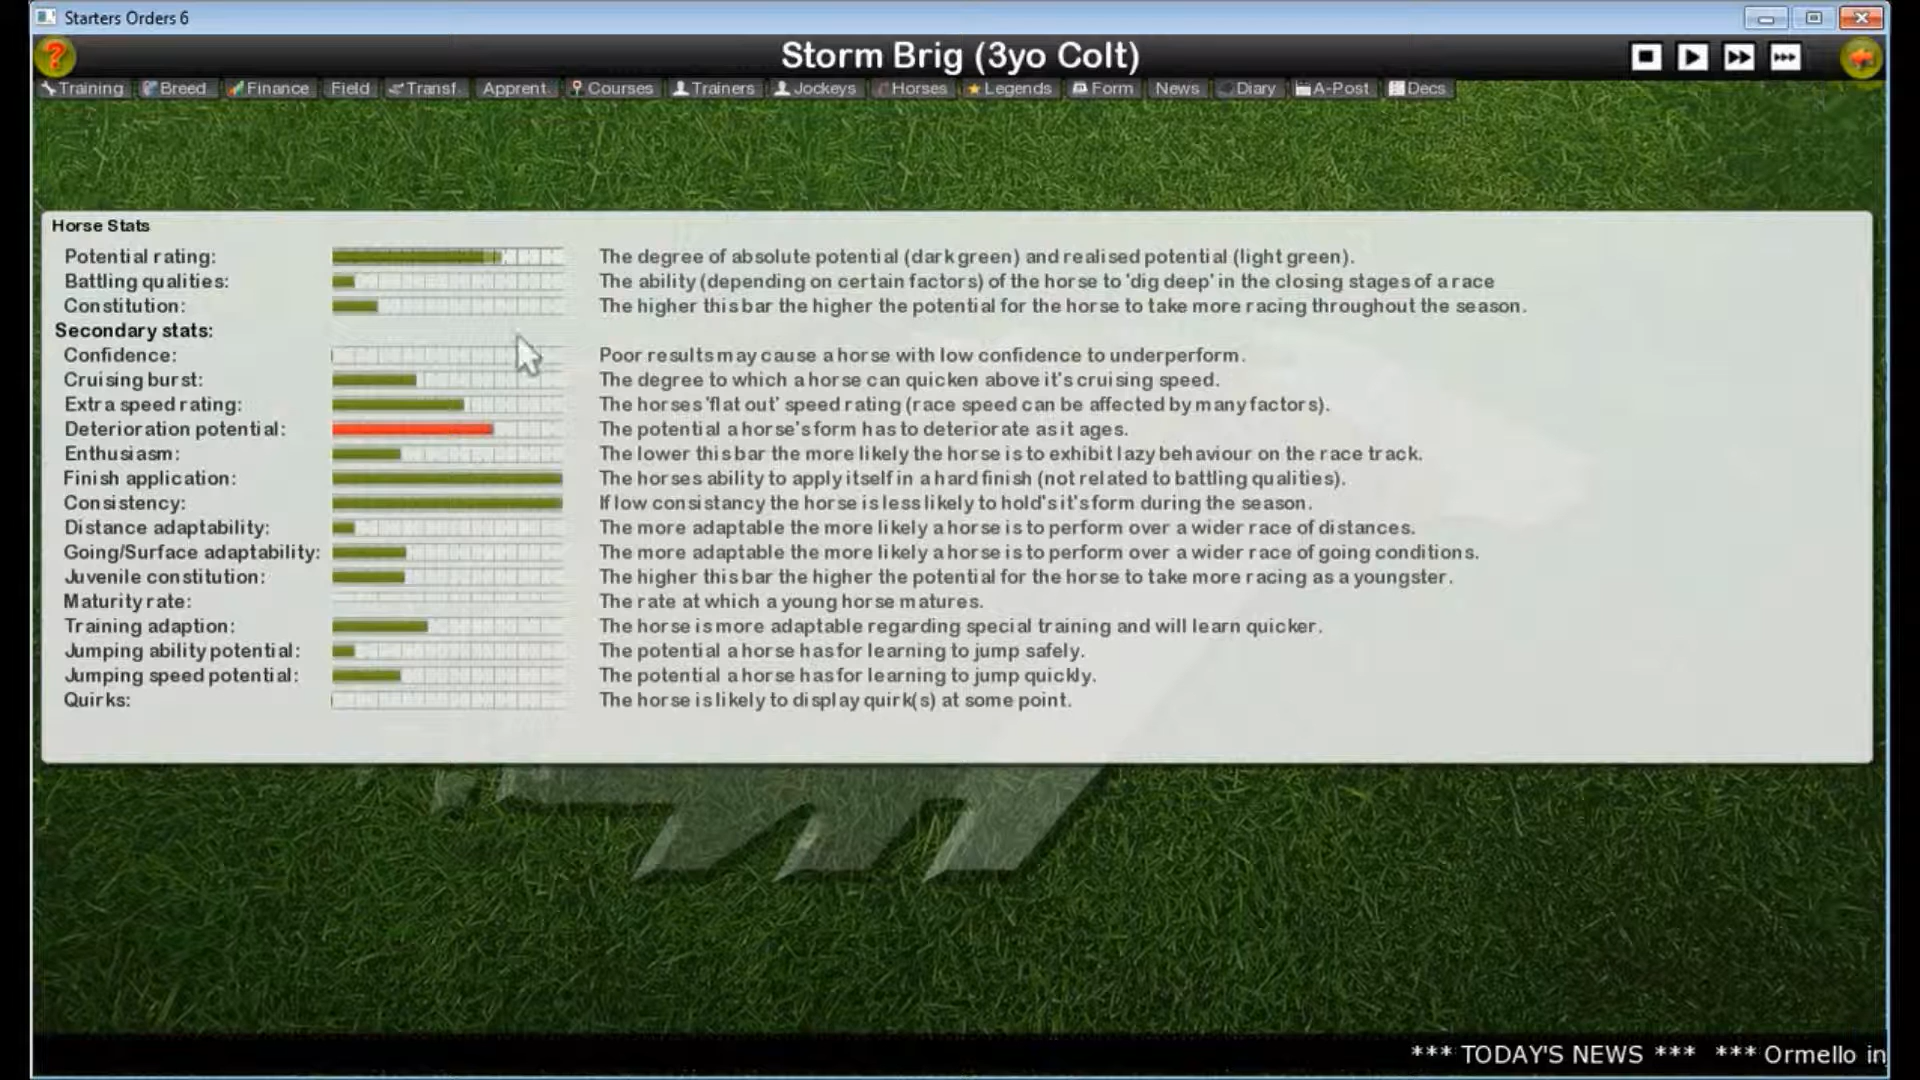 Starters Orders 6
?
Storm Brig (3yo Colt)
Training Breed Finance Field Transf. Apprent. Courses Trainers Jockeys Horses Legends Form News Diary A-Post Decs
Horse Stats
Potential rating: The degree of absolute potential (dark green) and realised potential (light green).
Battling qualities: The ability (depending on certain factors) of the horse to 'dig deep' in the closing stages of a race
Constitution: The higher this bar the higher the potential for the horse to take more racing throughout the season.
Secondary stats:
Confidence: Poor results may cause a horse with low confidence to underperform.
Cruising burst: The degree to which a horse can quicken above it's cruising speed.
Extra speed rating: The horses 'flat out' speed rating (race speed can be affected by many factors).
Deterioration potential: The potential a horse's form has to deteriorate as it ages.
Enthusiasm: The lower this bar the more likely the horse is to exhibit lazy behaviour on the race track.
Finish application: The horses ability to apply itself in a hard finish (not related to battling qualities).
Consistency: If low consistancy the horse is less likely to hold's it's form during the season.
Distance adaptability: The more adaptable the more likely a horse is to perform over a wider race of distances.
Going/Surface adaptability: The more adaptable the more likely a horse is to perform over a wider race of going conditions.
Juvenile constitution: The higher this bar the higher the potential for the horse to take more racing as a youngster.
Maturity rate: The rate at which a young horse matures.
Training adaption: The horse is more adaptable regarding special training and will learn quicker.
Jumping ability potential: The potential a horse has for learning to jump safely.
Jumping speed potential: The potential a horse has for learning to jump quickly.
Quirks: The horse is likely to display quirk(s) at some point.
*** TODAY'S NEWS *** *** Ormello in